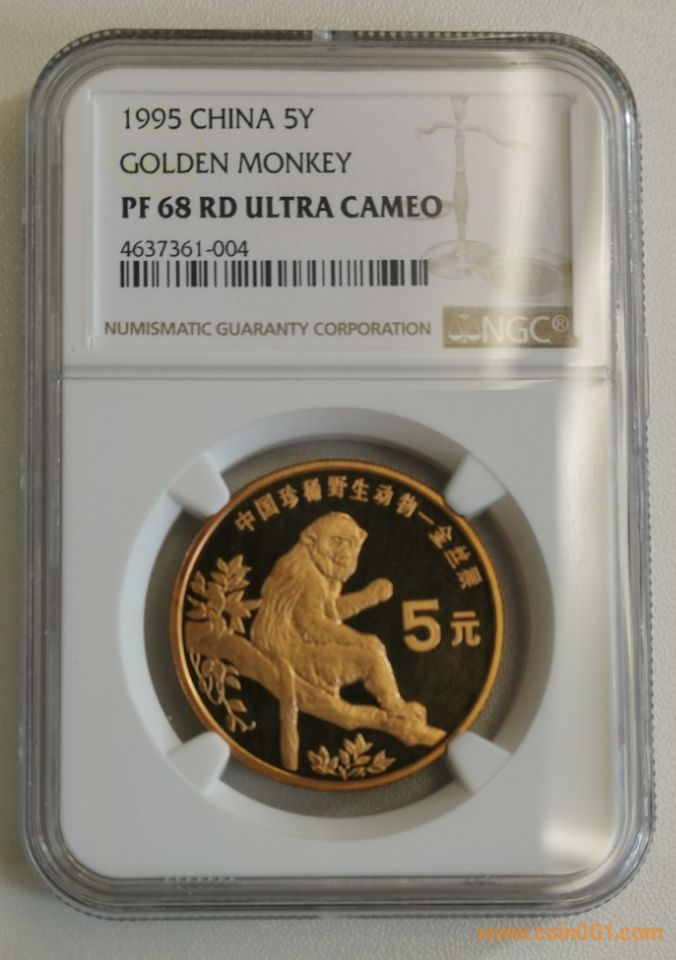 1995 CHINA 5Y
GOLDEN MONKEY
PF 68 RD ULTRA CAMEO
4637361-004
NUMISMATIC GUARANTY CORPORATION
NGC®
中国珍稀野生动物—金丝猴
5元
www.csin001.com